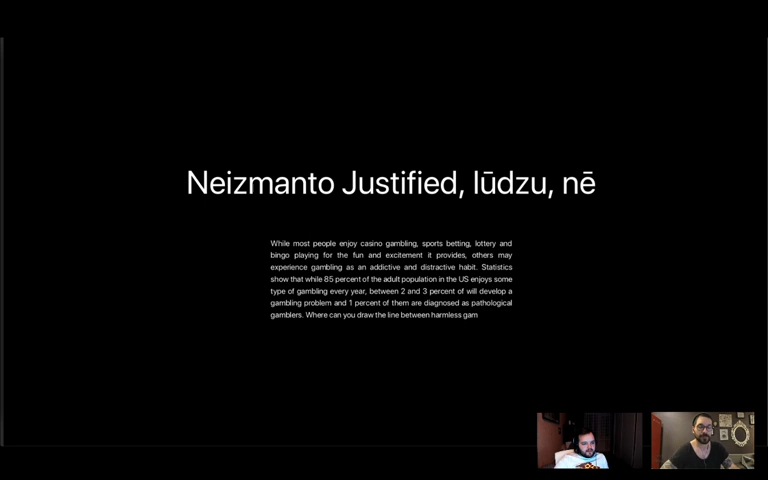 Neizmanto Justified, lūdzu, nē
While most people enjoy casino gambling, sports betting, lottery and
bingo playing for the fun and excitement it provides, others may
experience gambling as an addictive and distractive habit. Statistics
show that while 85 percent of the adult population in the US enjoys some
type of gambling every year, between 2 and 3 percent of will develop a
gambling problem and 1 percent of them are diagnosed as pathological
gamblers. Where can you draw the line between harmless gam